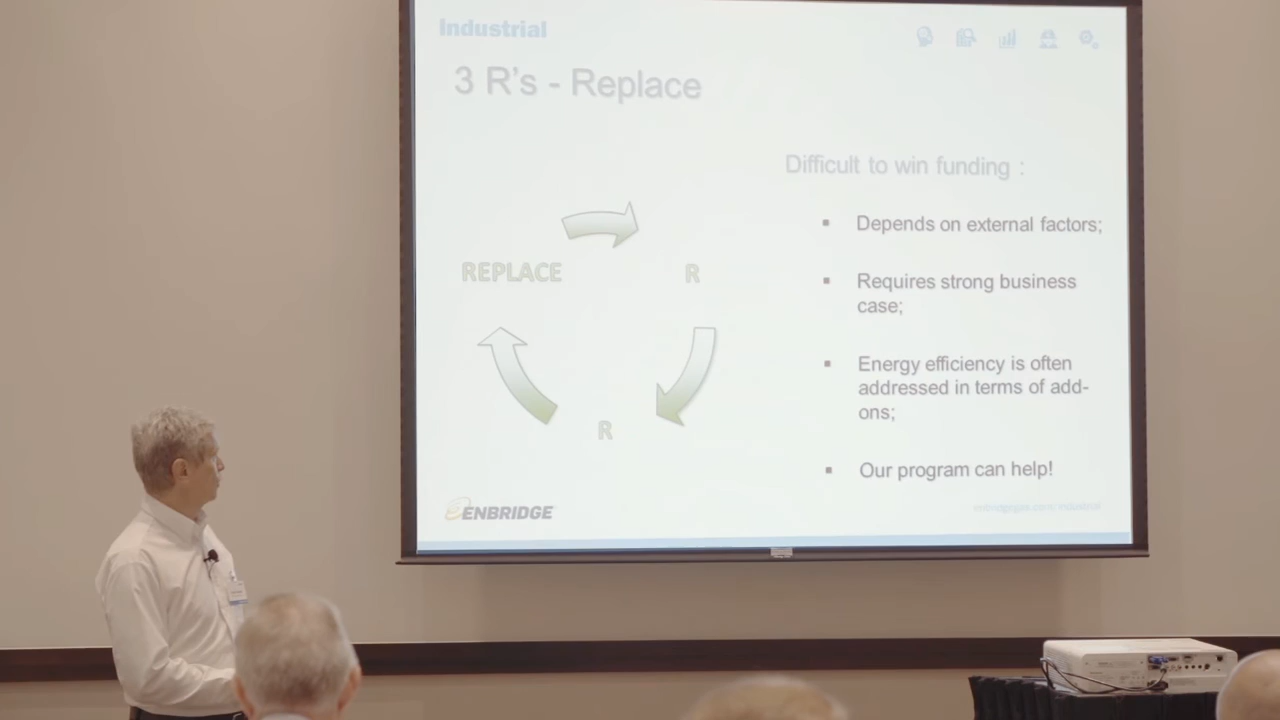 Industrial
3 R's - Replace
Difficult to win funding :
▪ Depends on external factors;
REPLACE
R
▪ Requires strong business
case;
▪ Energy efficiency is often
addressed in terms of add-
ons;
R
▪ Our program can help!
ENBRIDGE